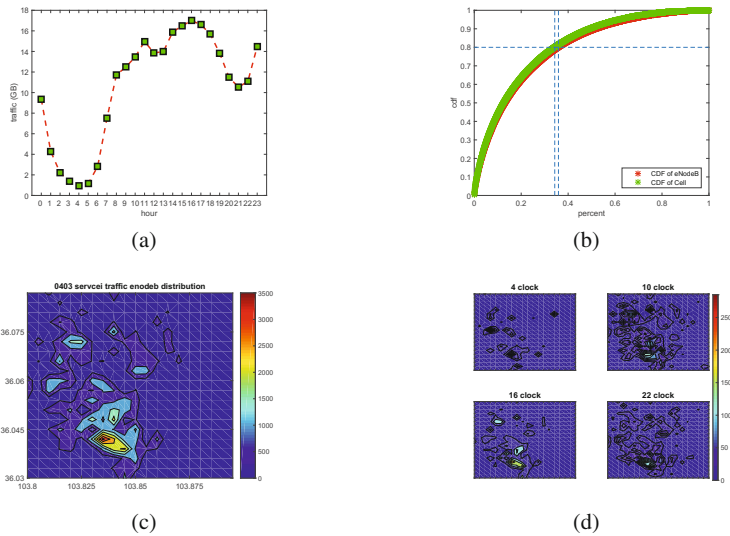 18
16
14
12
10
8
6
4
2
0
traffic (GB)
0 1 2 3 4 5 6 7 8 9 10 11 12 13 14 15 16 17 18 19 20 21 22 23
hour
(a)
1
0.9
0.8
0.7
0.6
0.5
0.4
0.3
0.2
0.1
0
cdf
CDF of eNodeB
CDF of Cell
0 0.2 0.4 0.6 0.8 1
percent
(b)
0403 servcei traffic enodeb distribution
36.075
36.06
36.045
36.03
103.8 103.825 103.85 103.875
3500
3000
2500
2000
1500
1000
500
0
(c)
4 clock
10 clock
16 clock
22 clock
250
200
150
100
50
0
(d)